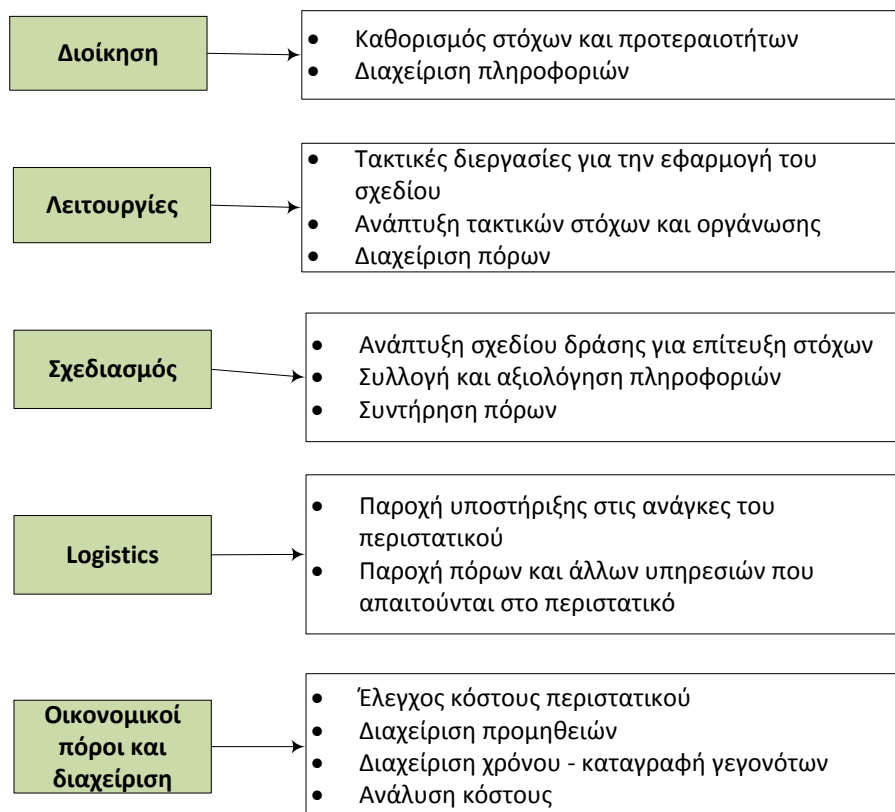 Διοίκηση
• Καθορισμός στόχων και προτεραιοτήτων
• Διαχείριση πληροφοριών
Λειτουργίες
• Τακτικές διεργασίες για την εφαρμογή του
σχεδίου
• Ανάπτυξη τακτικών στόχων και οργάνωσης
• Διαχείριση πόρων
Σχεδιασμός
• Ανάπτυξη σχεδίου δράσης για επίτευξη στόχων
• Συλλογή και αξιολόγηση πληροφοριών
• Συντήρηση πόρων
Logistics
• Παροχή υποστήριξης στις ανάγκες του
περιστατικού
• Παροχή πόρων και άλλων υπηρεσιών που
απαιτούνται στο περιστατικό
Οικονομικοί
πόροι και
διαχείριση
• Έλεγχος κόστους περιστατικού
• Διαχείριση προμηθειών
• Διαχείριση χρόνου - καταγραφή γεγονότων
• Ανάλυση κόστους